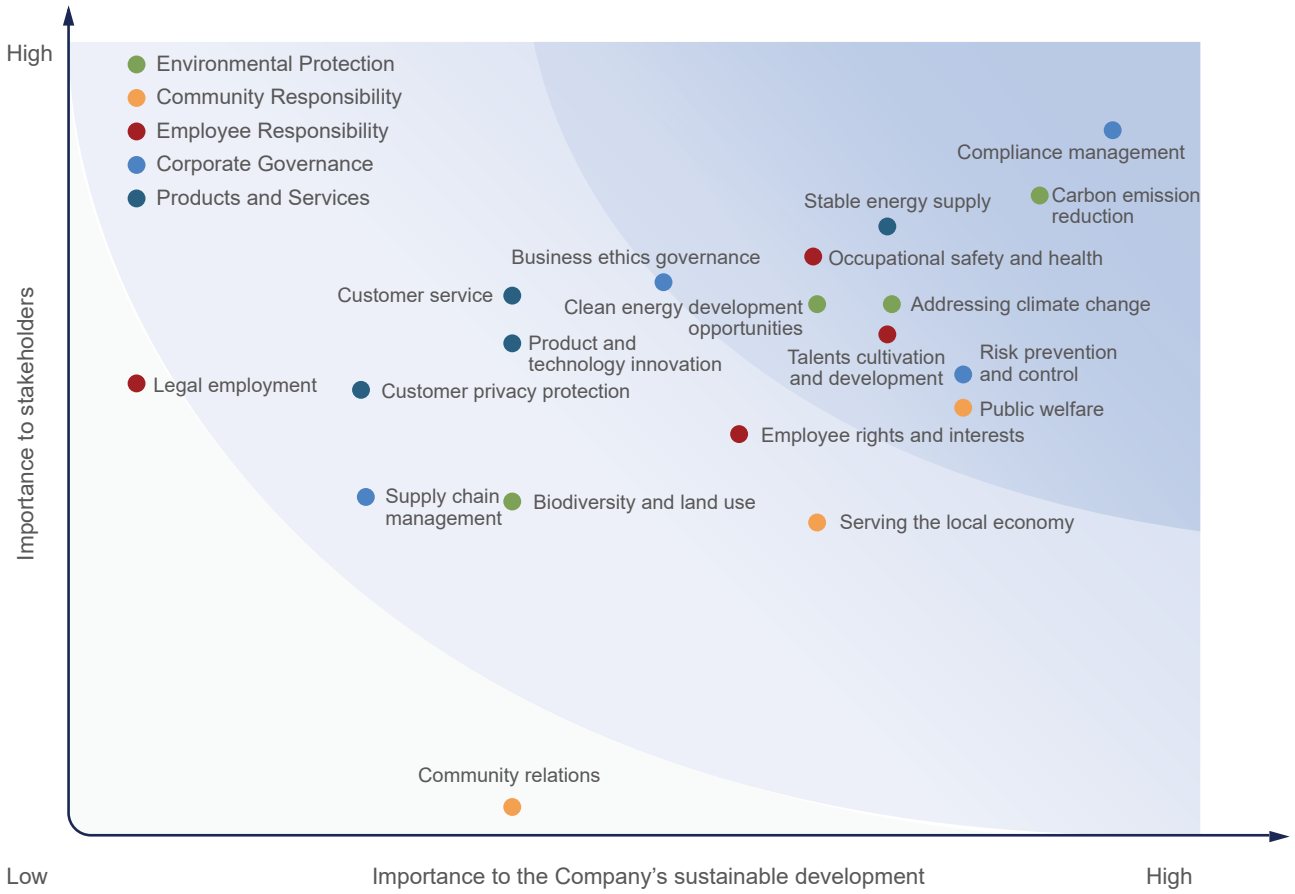 High
Environmental Protection
Community Responsibility
Employee Responsibility
Corporate Governance
Products and Services
Compliance management
Carbon emission
reduction
Stable energy supply
Business ethics governance
Occupational safety and health
Customer service
Clean energy development
opportunities
Addressing climate change
Product and
technology innovation
Talents cultivation
and development
Risk prevention
and control
Legal employment
Customer privacy protection
Public welfare
Employee rights and interests
Supply chain
management
Biodiversity and land use
Serving the local economy
Community relations
Importance to stakeholders
Low
Importance to the Company’s sustainable development
High